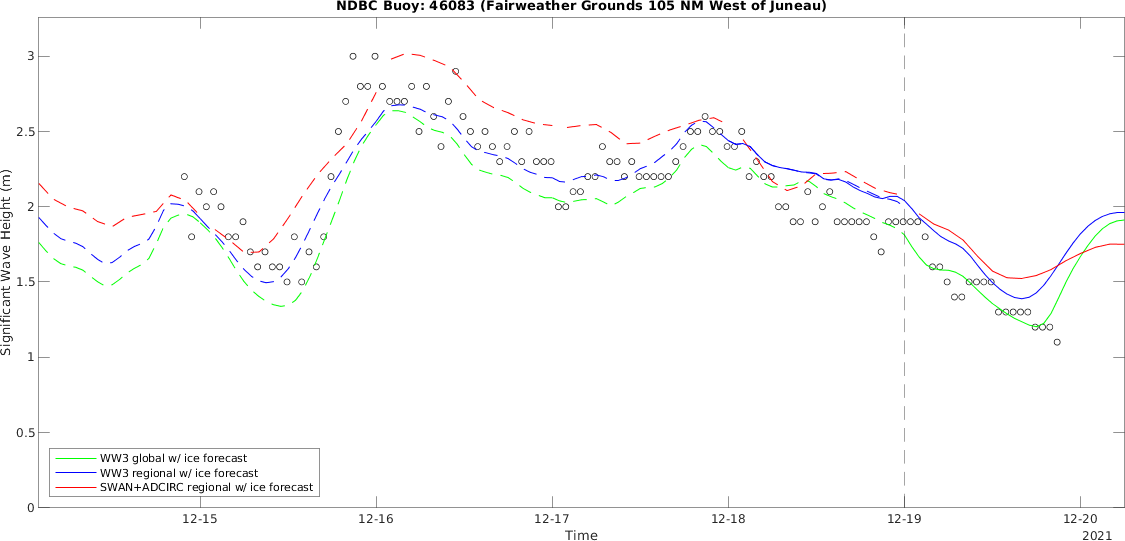 NDBC Buoy: 46083 (Fairweather Grounds 105 NM West of Juneau)
3
2.5
2
1.5
1
0.5
0
Significant Wave Height (m)
WW3 global w/ ice forecast
WW3 regional w/ ice forecast
SWAN+ADCIRC regional w/ ice forecast
12-15
12-16
12-17
12-18
12-19
12-20
Time
2021